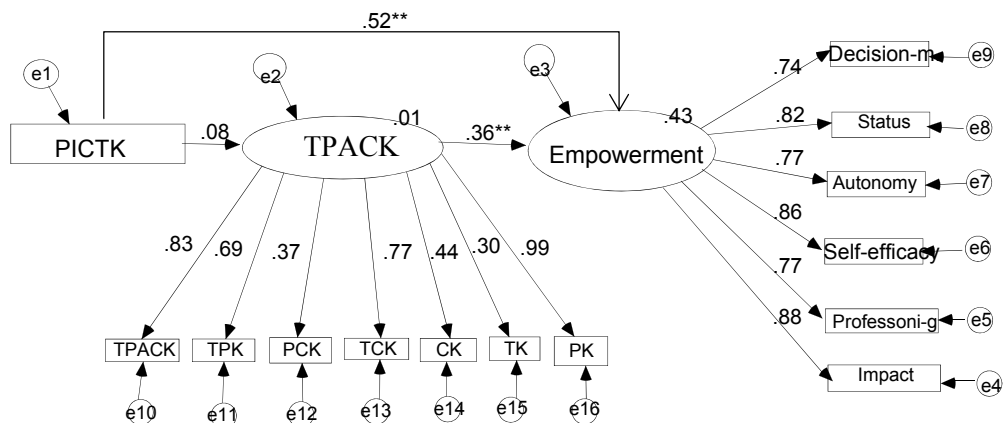 .52**
e1
e2
e3
PICTK
.08
.01
TPACK
.36**
.43
Empowerment
.74
Decision-m
e9
.82
Status
e8
.77
Autonomy
e7
.86
Self-efficacy
e6
.77
Professoni-g
e5
.88
Impact
e4
.83
.69
.37
.77
.44
.30
.99
TPACK
TPK
PCK
TCK
CK
TK
PK
e10
e11
e12
e13
e14
e15
e16